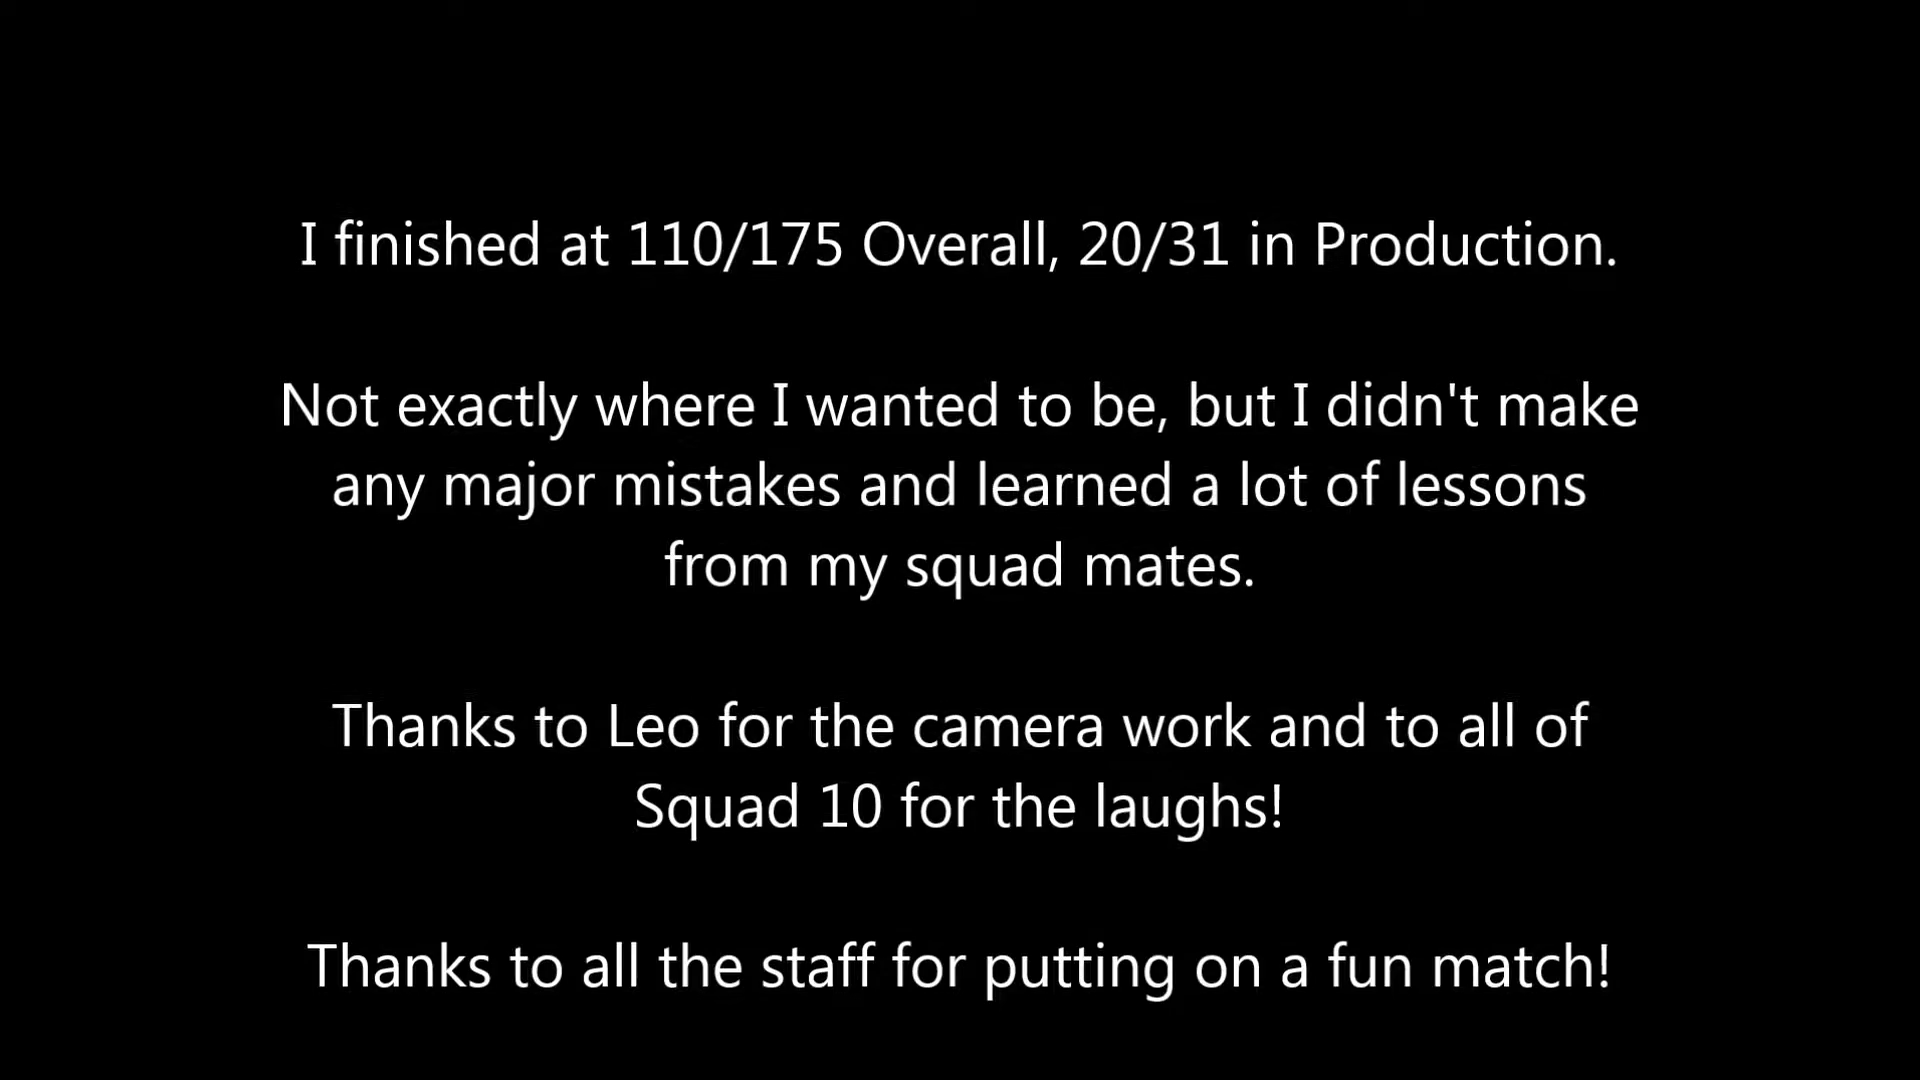 I finished at 110/175 Overall, 20/31 in Production.
Not exactly where I wanted to be, but I didn't make
any major mistakes and learned a lot of lessons
from my squad mates.
Thanks to Leo for the camera work and to all of
Squad 10 for the laughs!
Thanks to all the staff for putting on a fun match!